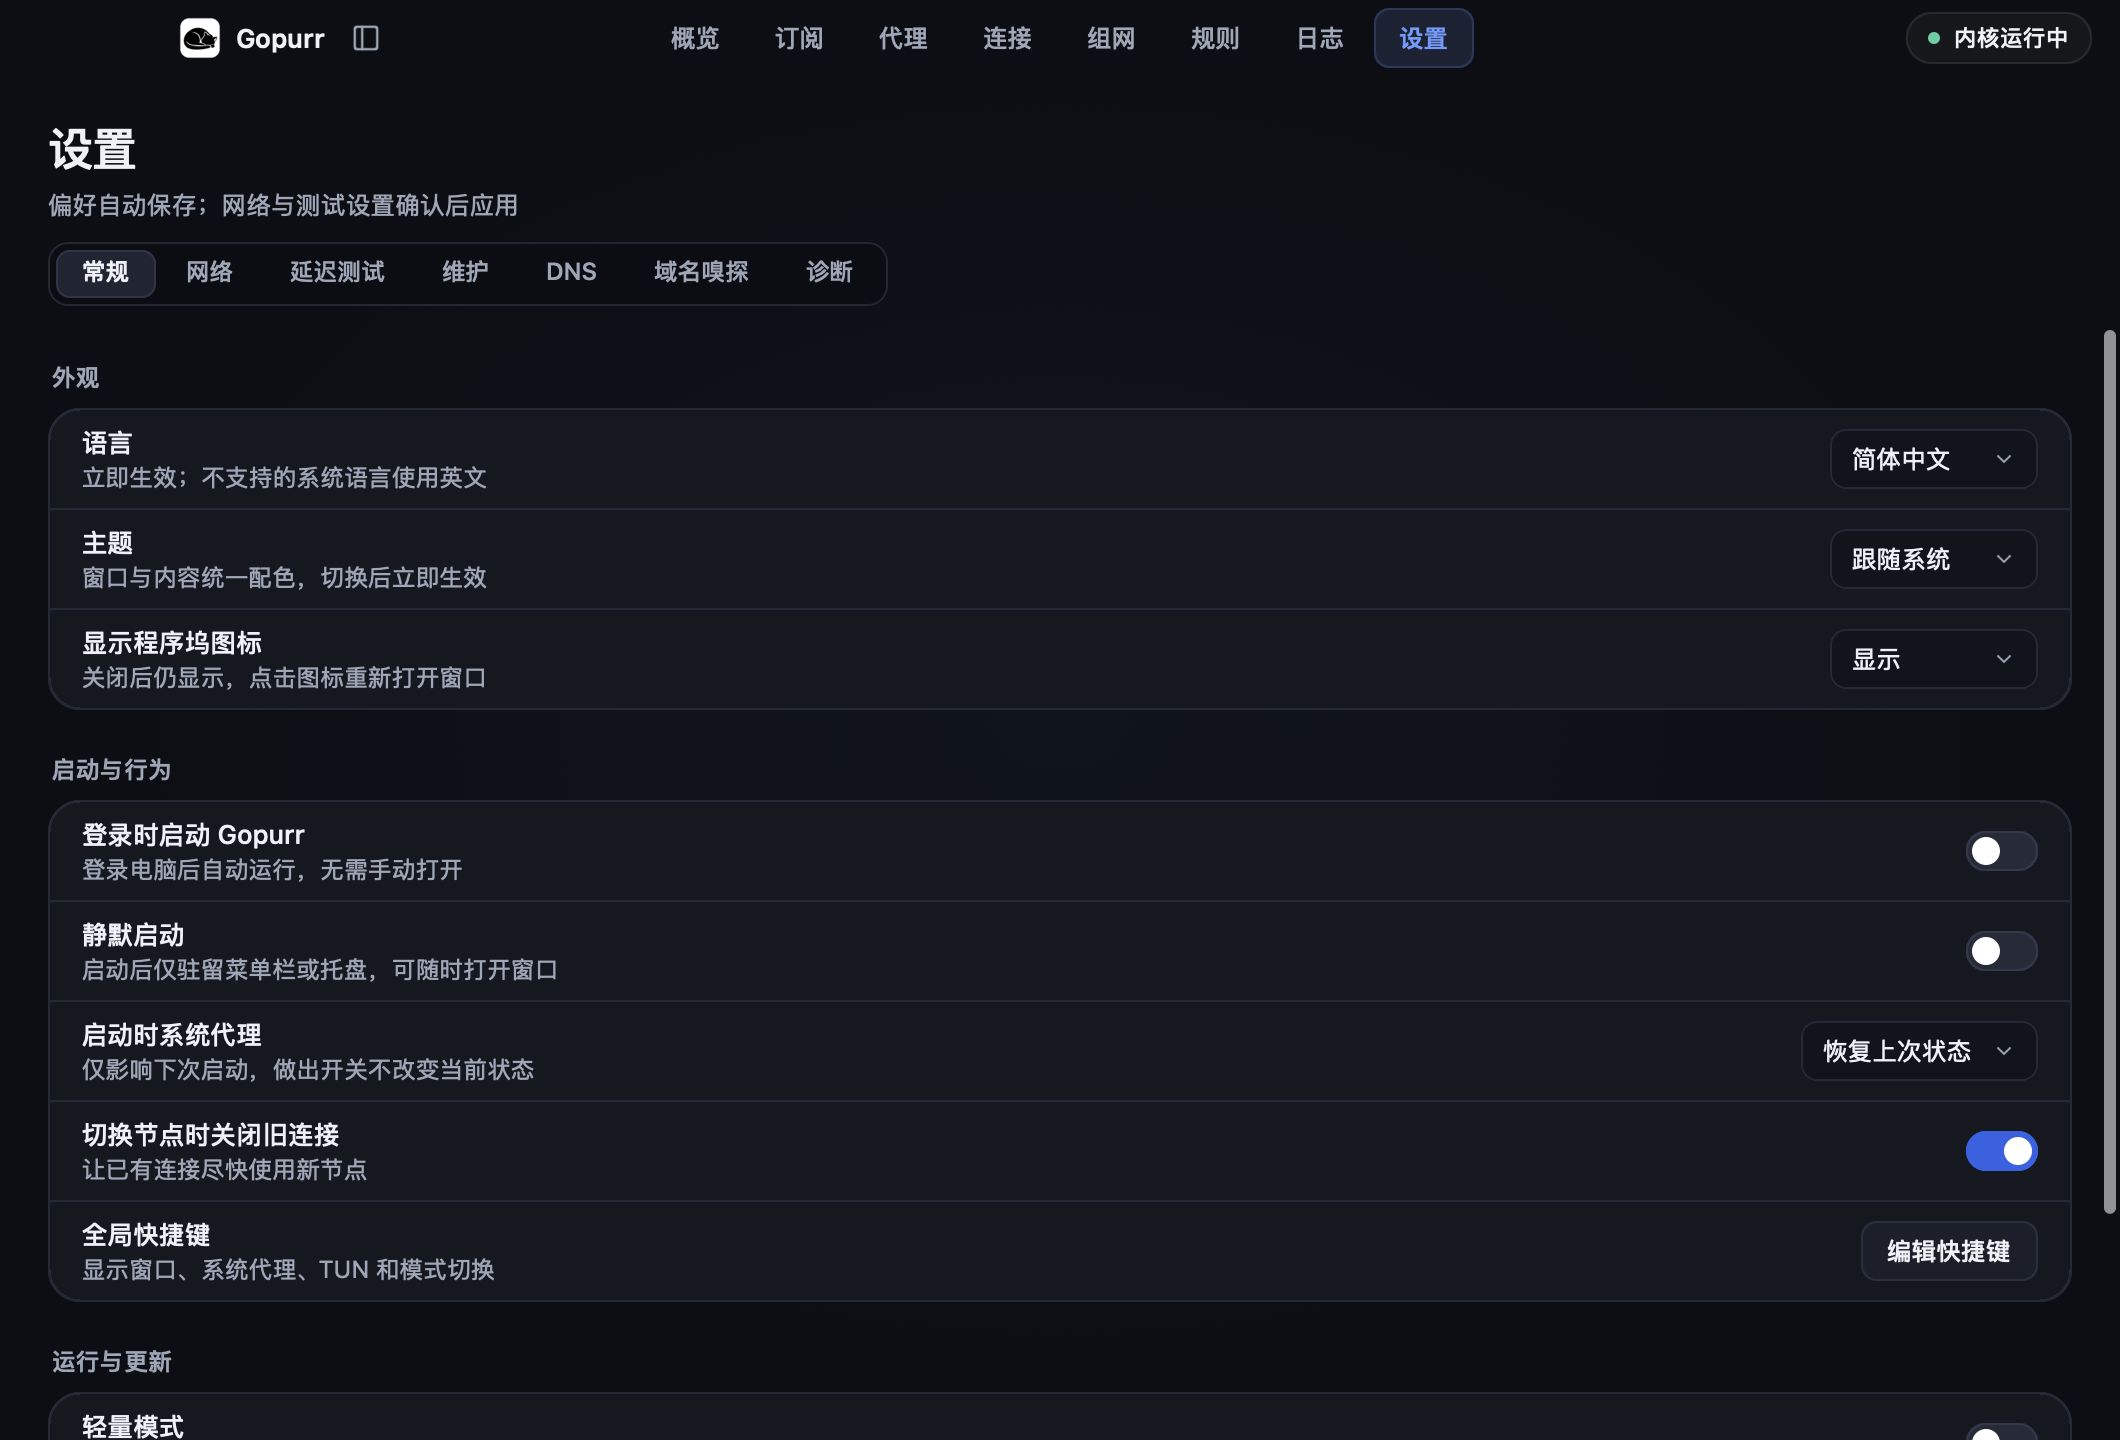 Gopurr
概览 订阅 代理 连接 组网 规则 日志 设置
内核运行中
设置
偏好自动保存；网络与测试设置确认后应用
常规 网络 延迟测试 维护 DNS 域名嗅探 诊断
外观
语言
立即生效；不支持的系统语言使用英文
简体中文
主题
窗口与内容统一配色，切换后立即生效
跟随系统
显示程序坞图标
关闭后仍显示，点击图标重新打开窗口
显示
启动与行为
登录时启动 Gopurr
登录电脑后自动运行，无需手动打开
静默启动
启动后仅驻留菜单栏或托盘，可随时打开窗口
启动时系统代理
仅影响下次启动，做出开关不改变当前状态
恢复上次状态
切换节点时关闭旧连接
让已有连接尽快使用新节点
全局快捷键
显示窗口、系统代理、TUN 和模式切换
编辑快捷键
运行与更新
轻量模式